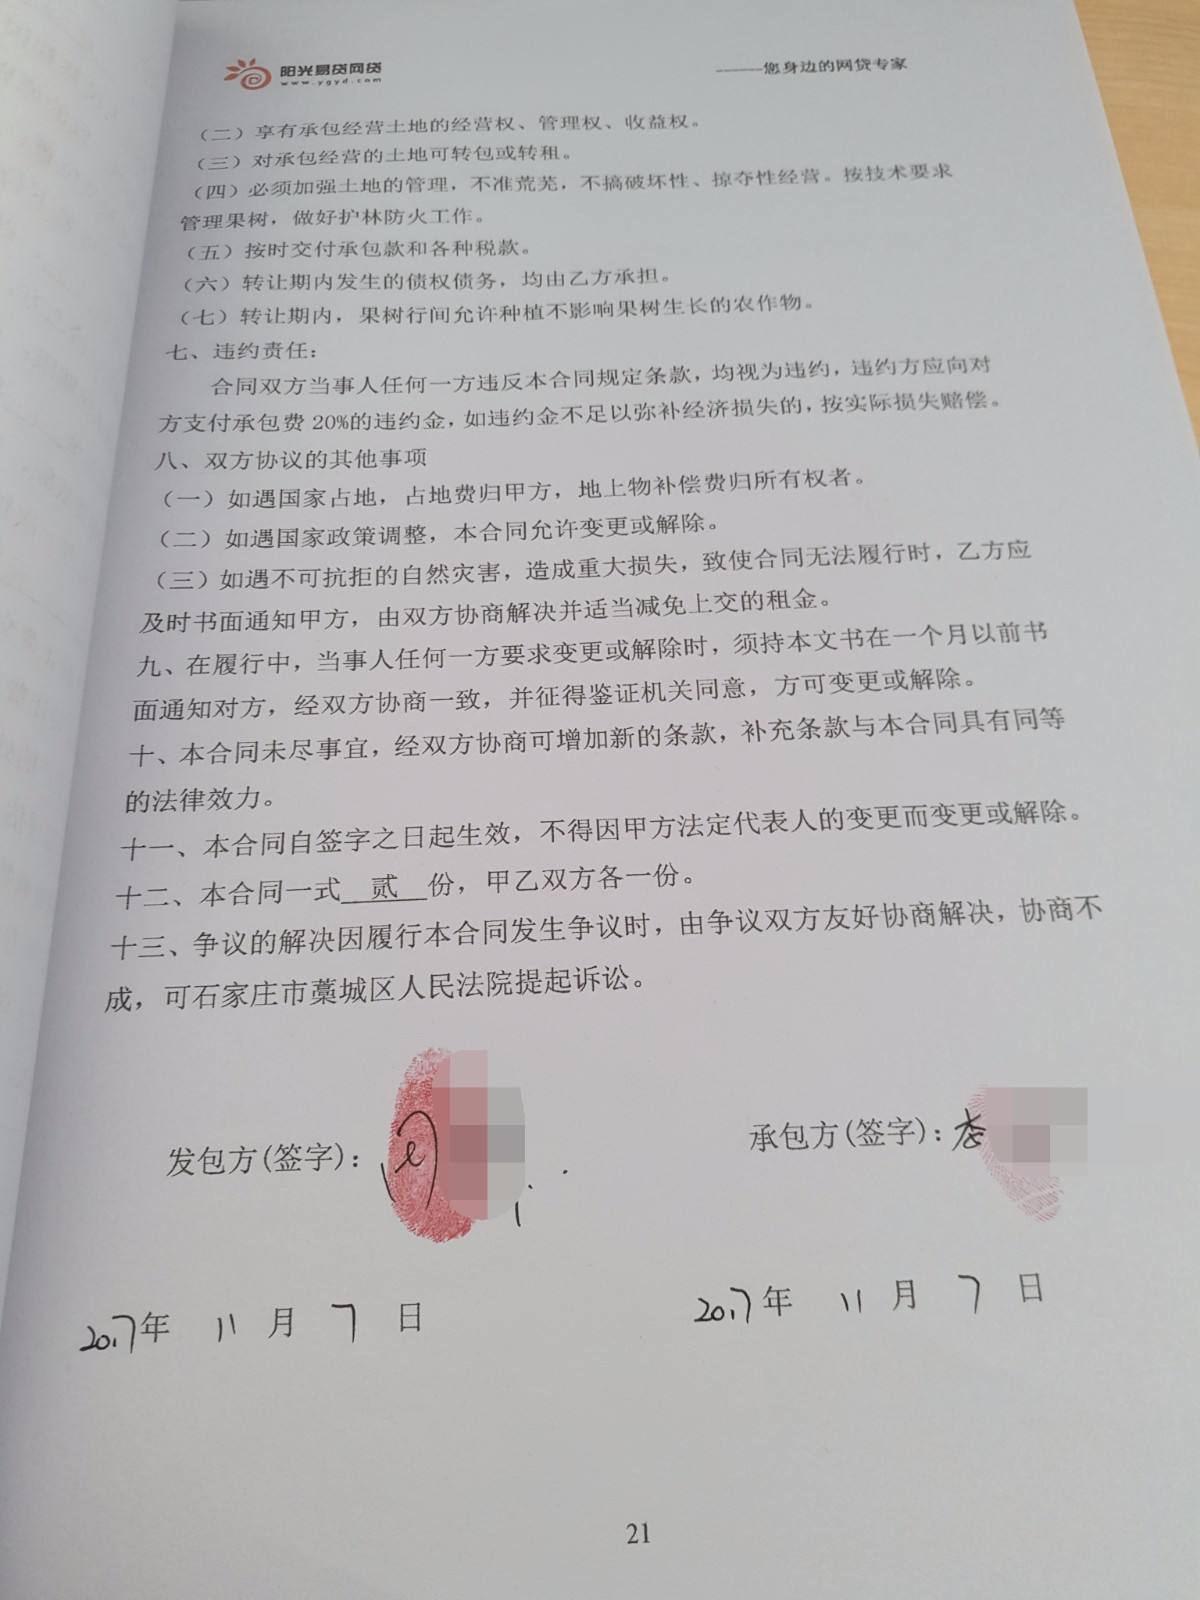 阳光易贷网贷
www.ygyd.com
———您身边的网贷专家
（二）享有承包经营土地的经营权、管理权、收益权。
（三）对承包经营的土地可转包或转租。
（四）必须加强土地的管理，不准荒芜，不搞破坏性、掠夺性经营。按技术要求
管理果树，做好护林防火工作。
（五）按时交付承包款和各种税款。
（六）转让期内发生的债权债务，均由乙方承担。
（七）转让期内，果树行间允许种植不影响果树生长的农作物。
七、违约责任：
合同双方当事人任何一方违反本合同规定条款，均视为违约，违约方应向对
方支付承包费20%的违约金，如违约金不足以弥补经济损失的，按实际损失赔偿。
八、双方协议的其他事项
（一）如遇国家占地，占地费归甲方，地上物补偿费归所有权者。
（二）如遇国家政策调整，本合同允许变更或解除。
（三）如遇不可抗拒的自然灾害，造成重大损失，致使合同无法履行时，乙方应
及时书面通知甲方，由双方协商解决并适当减免上交的租金。
九、在履行中，当事人任何一方要求变更或解除时，须持本文书在一个月以前书
面通知对方，经双方协商一致，并征得鉴证机关同意，方可变更或解除。
十、本合同未尽事宜，经双方协商可增加新的条款，补充条款与本合同具有同等
的法律效力。
十一、本合同自签字之日起生效，不得因甲方法定代表人的变更而变更或解除。
十二、本合同一式 贰 份，甲乙双方各一份。
十三、争议的解决因履行本合同发生争议时，由争议双方友好协商解决，协商不
成，可石家庄市藁城区人民法院提起诉讼。
发包方(签字)：
承包方(签字)：李
2017年 11 月 7 日
2017年 11 月 7 日
21